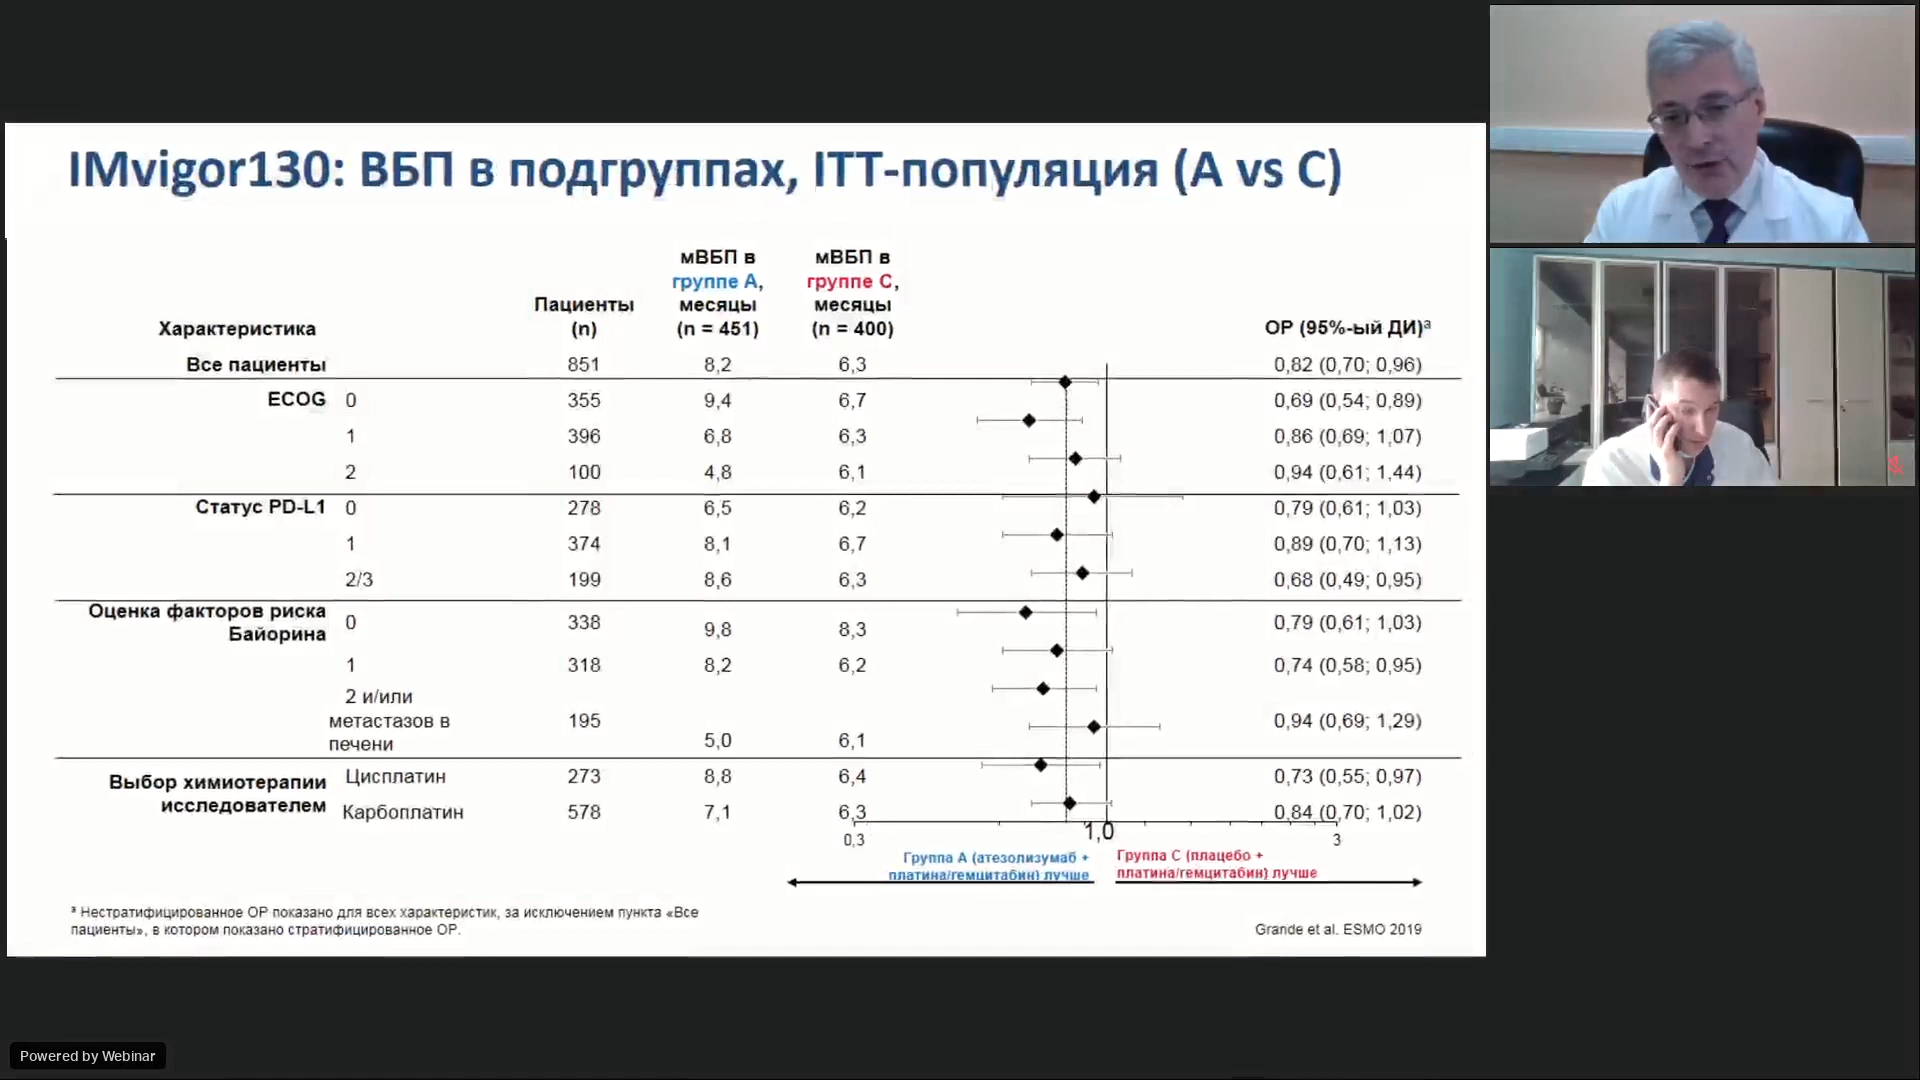 IMvigor130: ВБП в подгруппах, ITT-популяция (A vs C)
Характеристика
Пациенты
(n)
мВБП в
группе А,
месяцы
(n = 451)
мВБП в
группе С,
месяцы
(n = 400)
ОР (95%-ый ДИ)ª
Все пациенты 851 8,2 6,3 0,82 (0,70; 0,96)
ECOG 0 355 9,4 6,7 0,69 (0,54; 0,89)
1 396 6,8 6,3 0,86 (0,69; 1,07)
2 100 4,8 6,1 0,94 (0,61; 1,44)
Статус PD-L1 0 278 6,5 6,2 0,79 (0,61; 1,03)
1 374 8,1 6,7 0,89 (0,70; 1,13)
2/3 199 8,6 6,3 0,68 (0,49; 0,95)
Оценка факторов риска
Байорина
0 338 9,8 8,3 0,79 (0,61; 1,03)
1 318 8,2 6,2 0,74 (0,58; 0,95)
2 и/или
метастазов в
печени
195 5,0 6,1 0,94 (0,69; 1,29)
Выбор химиотерапии
исследователем
Цисплатин 273 8,8 6,4 0,73 (0,55; 0,97)
Карбоплатин 578 7,1 6,3 0,84 (0,70; 1,02)
0,3 1,0 3
Группа А (атезолизумаб +
платина/гемцитабин) лучше
Группа С (плацебо +
платина/гемцитабин) лучше
ª Нестратифицированное ОР показано для всех характеристик, за исключением пункта «Все
пациенты», в котором показано стратифицированное ОР.
Grande et al. ESMO 2019
Powered by Webinar